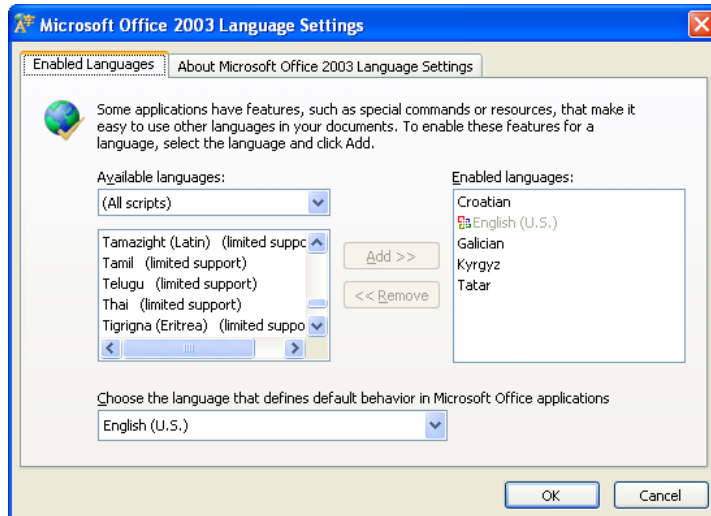 Microsoft Office 2003 Language Settings
Enabled Languages
About Microsoft Office 2003 Language Settings
Some applications have features, such as special commands or resources, that make it
easy to use other languages in your documents. To enable these features for a
language, select the language and click Add.
Available languages:
(All scripts)
Tamazight (Latin) (limited suppo
Tamil (limited support)
Telugu (limited support)
Thai (limited support)
Tigrigna (Eritrea) (limited suppo
Add >>
<< Remove
Enabled languages:
Croatian
English (U.S.)
Galician
Kyrgyz
Tatar
Choose the language that defines default behavior in Microsoft Office applications
English (U.S.)
OK
Cancel